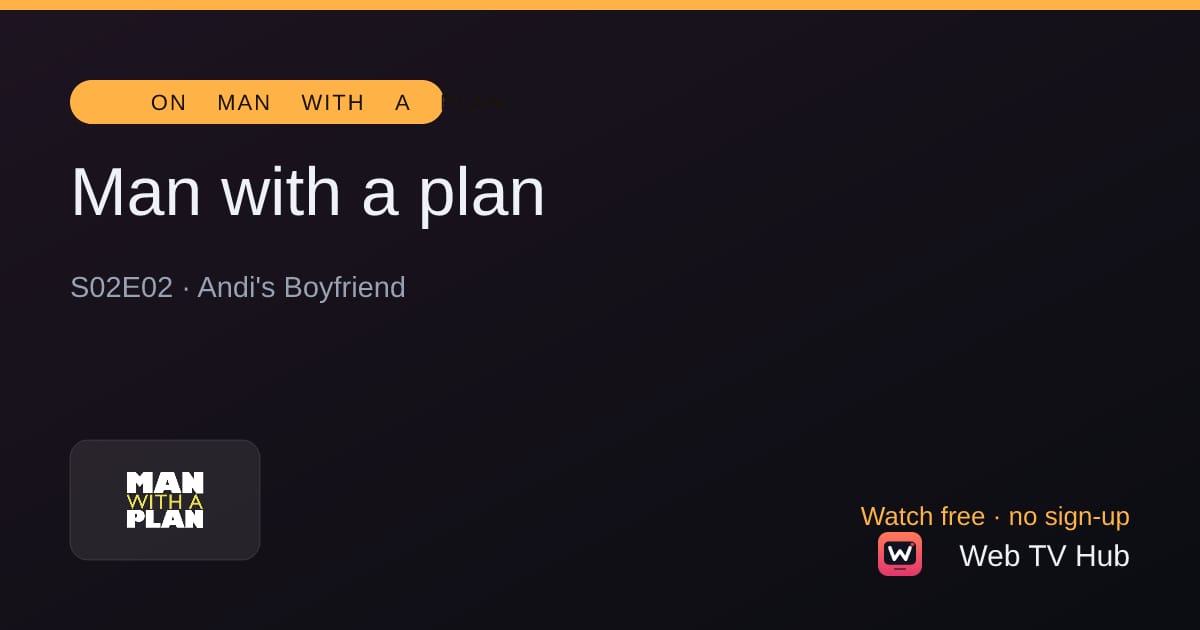 ON MAN WITH A PLAN
Man with a plan
S02E02 · Andi's Boyfriend
MAN
WITH A
PLAN
Watch free · no sign-up
W
Web TV Hub